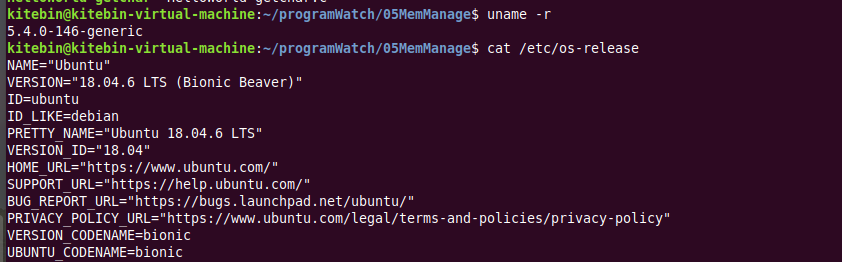 kitebin@kitebin-virtual-machine:~/programWatch/05MemManage$ uname -r
5.4.0-146-generic
kitebin@kitebin-virtual-machine:~/programWatch/05MemManage$ cat /etc/os-release
NAME="Ubuntu"
VERSION="18.04.6 LTS (Bionic Beaver)"
ID=ubuntu
ID_LIKE=debian
PRETTY_NAME="Ubuntu 18.04.6 LTS"
VERSION_ID="18.04"
HOME_URL="https://www.ubuntu.com/"
SUPPORT_URL="https://help.ubuntu.com/"
BUG_REPORT_URL="https://bugs.launchpad.net/ubuntu/"
PRIVACY_POLICY_URL="https://www.ubuntu.com/legal/terms-and-policies/privacy-policy"
VERSION_CODENAME=bionic
UBUNTU_CODENAME=bionic